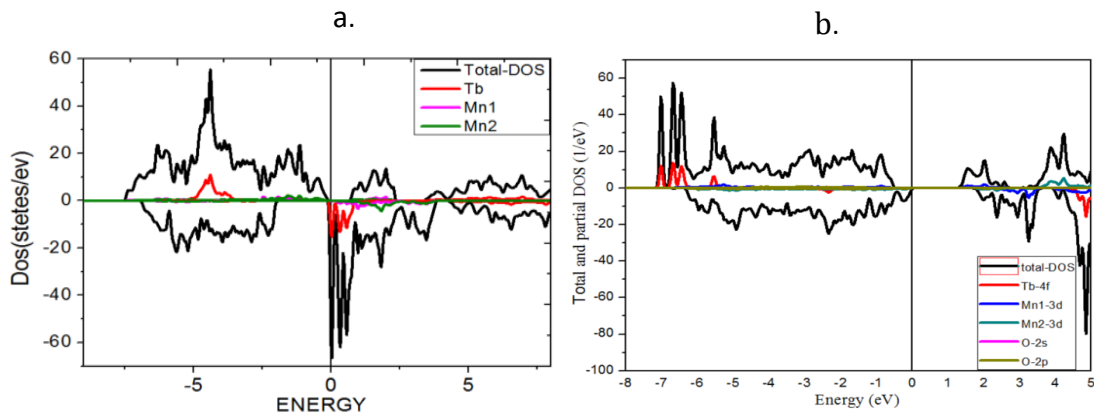 a.
60
40
20
0
-20
-40
-60
Dos(stetes/ev)
-5
0
5
ENERGY
Total-DOS
Tb
Mn1
Mn2
b.
60
40
20
0
-20
-40
-60
-80
-100
Total and partial DOS (1/eV)
-8 -7 -6 -5 -4 -3 -2 -1 0 1 2 3 4 5
Energy (eV)
total-DOS
Tb-4f
Mn1-3d
Mn2-3d
O-2s
O-2p